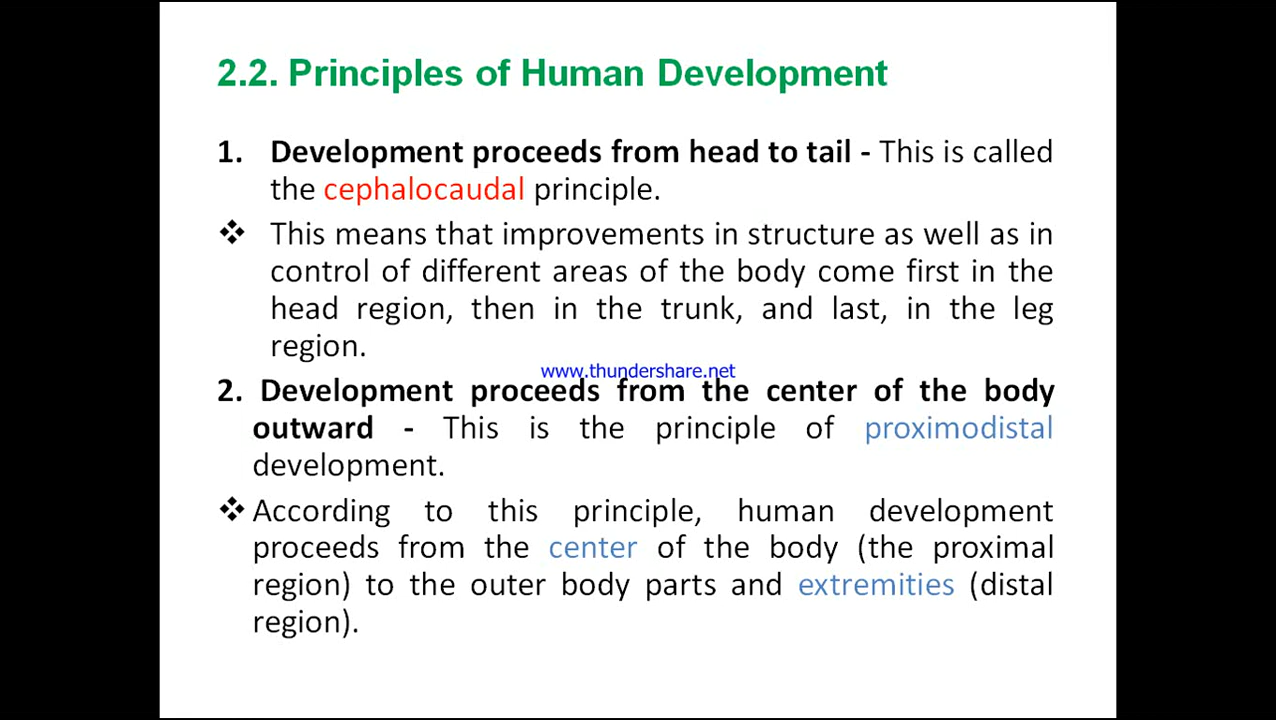 2.2. Principles of Human Development
1. Development proceeds from head to tail - This is called
the cephalocaudal principle.
❖ This means that improvements in structure as well as in
control of different areas of the body come first in the
head region, then in the trunk, and last, in the leg
region.
www.thundershare.net
2. Development proceeds from the center of the body
outward - This is the principle of proximodistal
development.
❖ According to this principle, human development
proceeds from the center of the body (the proximal
region) to the outer body parts and extremities (distal
region).